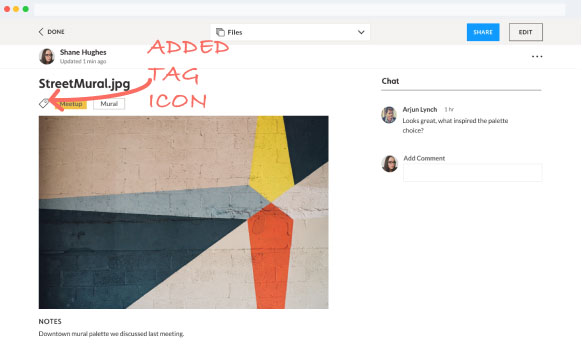 DONE
Files
SHARE
EDIT
Shane Hughes
Updated 1 min ago
ADDED
TAG
ICON
StreetMural.jpg
Meetup
Mural
Chat
Arjun Lynch 1 hr
Looks great, what inspired the palette
choice?
Add Comment
NOTES
Downtown mural palette we discussed last meeting.